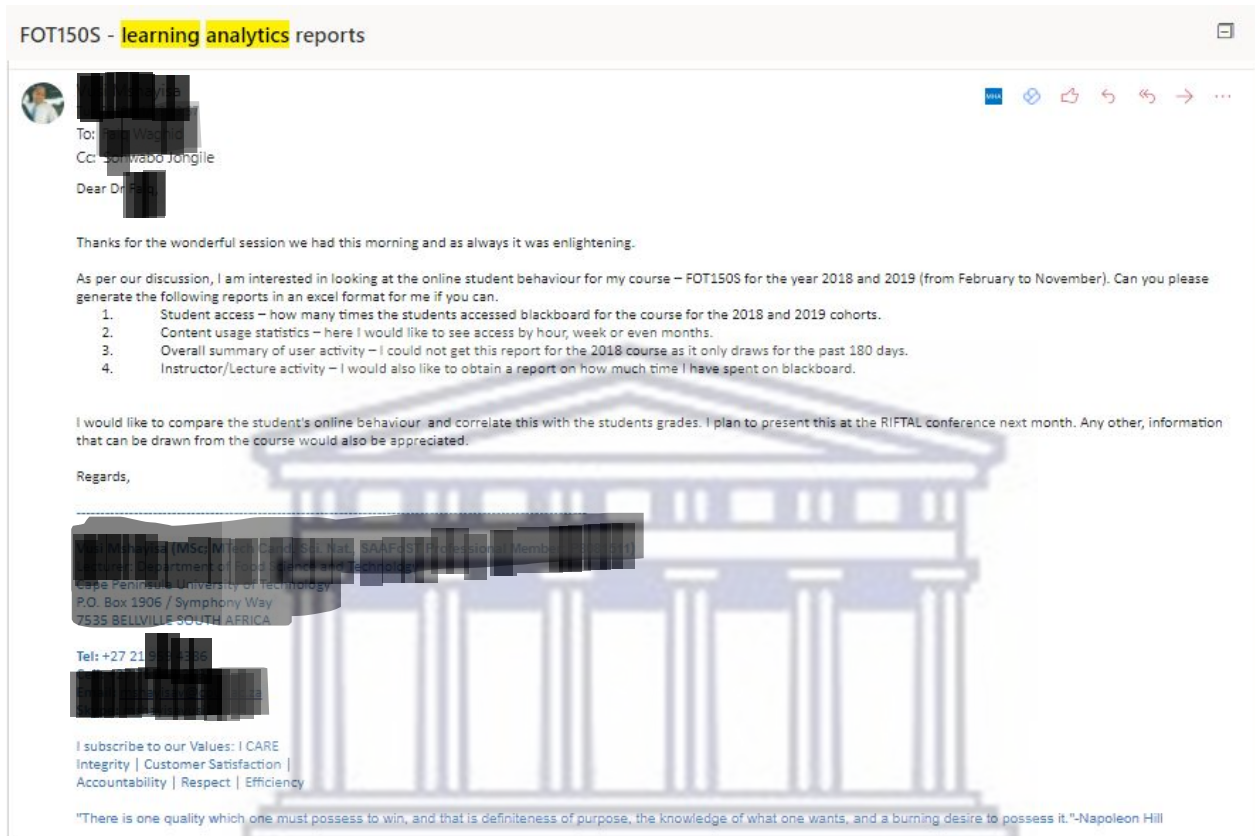 FOT150S - learning analytics reports
MHA
To:
Cc: Jongile
Dear Dr
Thanks for the wonderful session we had this morning and as always it was enlightening.
As per our discussion, I am interested in looking at the online student behaviour for my course – FOT150S for the year 2018 and 2019 (from February to November). Can you please
generate the following reports in an excel format for me if you can.
1. Student access – how many times the students accessed blackboard for the course for the 2018 and 2019 cohorts.
2. Content usage statistics – here I would like to see access by hour, week or even months.
3. Overall summary of user activity – I could not get this report for the 2018 course as it only draws for the past 180 days.
4. Instructor/Lecture activity – I would also like to obtain a report on how much time I have spent on blackboard.
I would like to compare the student's online behaviour and correlate this with the students grades. I plan to present this at the RIFTAL conference next month. Any other, information
that can be drawn from the course would also be appreciated.
Regards,
Cape Peninsula University of Technology
P.O. Box 1906 / Symphony Way
7535 BELLVILLE SOUTH AFRICA
Tel: +27 21
I subscribe to our Values: I CARE
Integrity | Customer Satisfaction |
Accountability | Respect | Efficiency
"There is one quality which one must possess to win, and that is definiteness of purpose, the knowledge of what one wants, and a burning desire to possess it."-Napoleon Hill